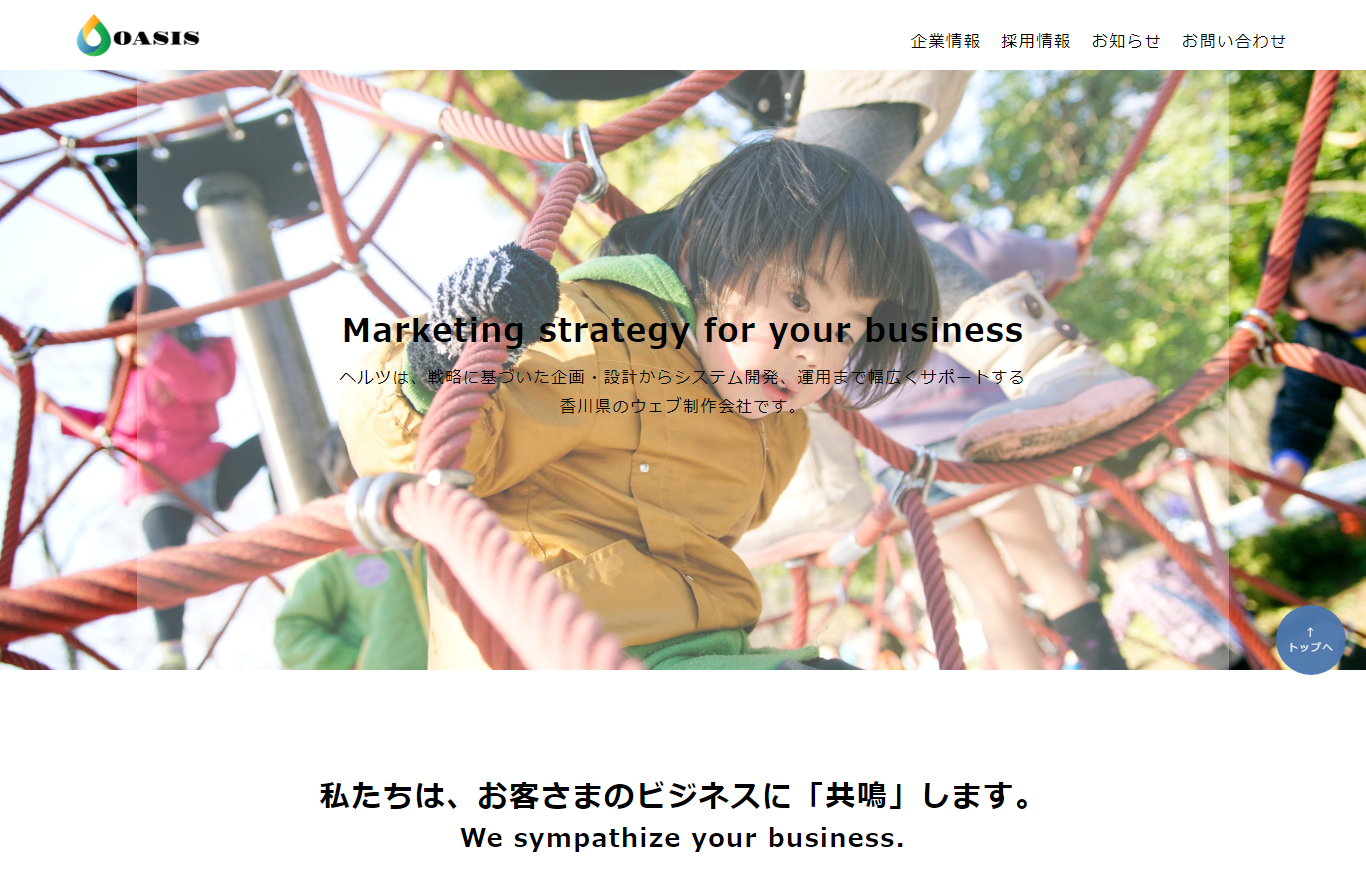 OASIS
企業情報 採用情報 お知らせ お問い合わせ
Marketing strategy for your business
ヘルツは、戦略に基づいた企画・設計からシステム開発、運用まで幅広くサポートする
香川県のウェブ制作会社です。
↑
トップへ
私たちは、お客さまのビジネスに「共鳴」します。
We sympathize your business.